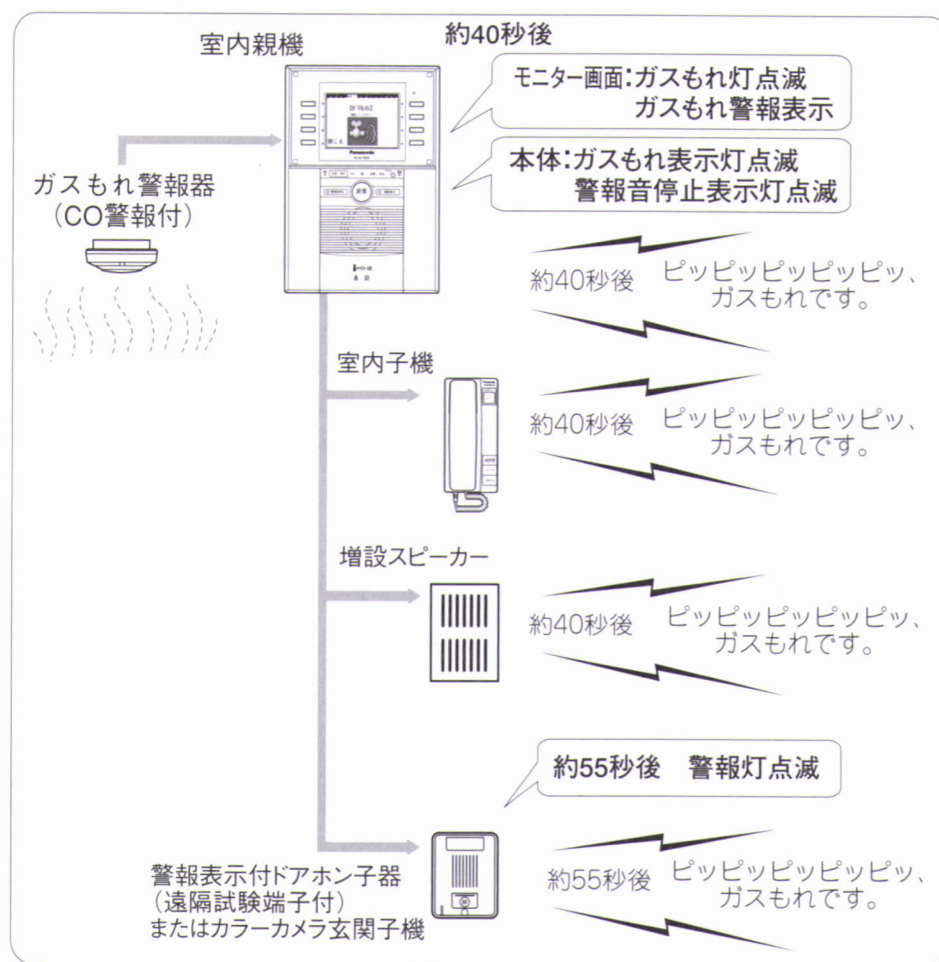 室内親機
約40秒後
モニター画面:ガスもれ灯点滅
ガスもれ警報表示
本体:ガスもれ表示灯点滅
警報音停止表示灯点滅
ガスもれ警報器
(CO警報付)
Panasonic
約40秒後
ピッピッピッピッピッ、
ガスもれです。
室内子機
約40秒後
ピッピッピッピッピッ、
ガスもれです。
増設スピーカー
約40秒後
ピッピッピッピッピッ、
ガスもれです。
約55秒後 警報灯点滅
警報表示付ドアホン子器
(遠隔試験端子付)
またはカラーカメラ玄関子機
約55秒後
ピッピッピッピッピッ、
ガスもれです。